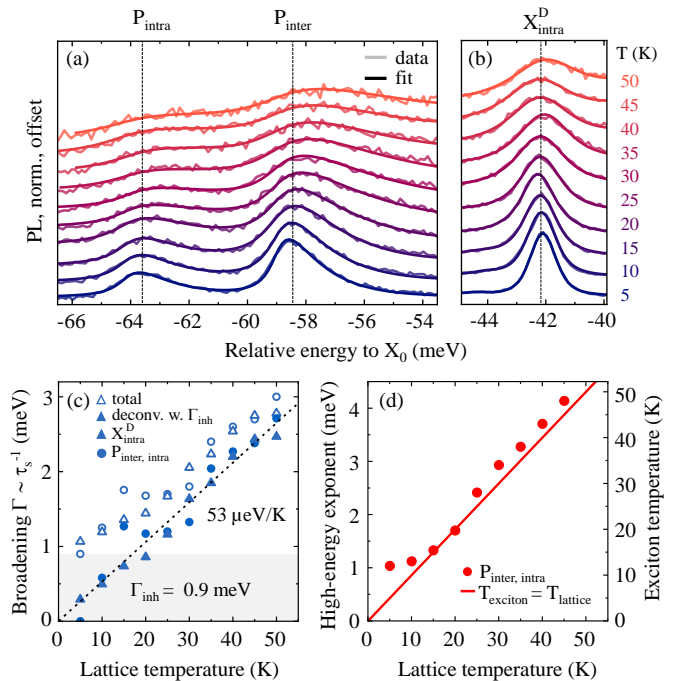 P_intra
P_inter
X^D_intra
(a)
data
fit
(b)
T (K)
50
45
40
35
30
25
20
15
10
5
PL, norm., offset
-66
-64
-62
-60
-58
-56
-54
-44
-42
-40
Relative energy to X_0 (meV)
(c)
total
deconv. w. Γ_inh
X^D_intra
P_inter, intra
53 µeV/K
Γ_inh = 0.9 meV
Broadening Γ ~ τ_s^-1 (meV)
4
3
2
1
0
0
10
20
30
40
50
Lattice temperature (K)
(d)
P_inter, intra
T_exciton = T_lattice
High-energy exponent (meV)
4
3
2
1
0
0
10
20
30
40
50
Lattice temperature (K)
Exciton temperature (K)
50
40
30
20
10
0